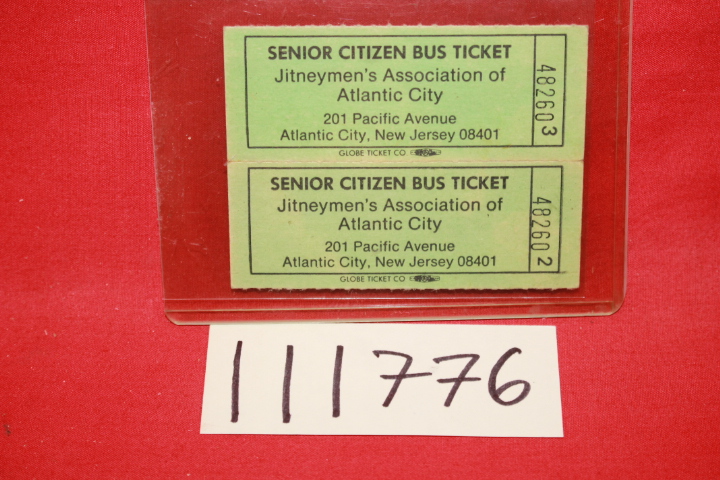 SENIOR CITIZEN BUS TICKET
Jitneymen's Association of
Atlantic City
201 Pacific Avenue
Atlantic City, New Jersey 08401
GLOBE TICKET CO
482603
SENIOR CITIZEN BUS TICKET
Jitneymen's Association of
Atlantic City
201 Pacific Avenue
Atlantic City, New Jersey 08401
GLOBE TICKET CO
482602
111776